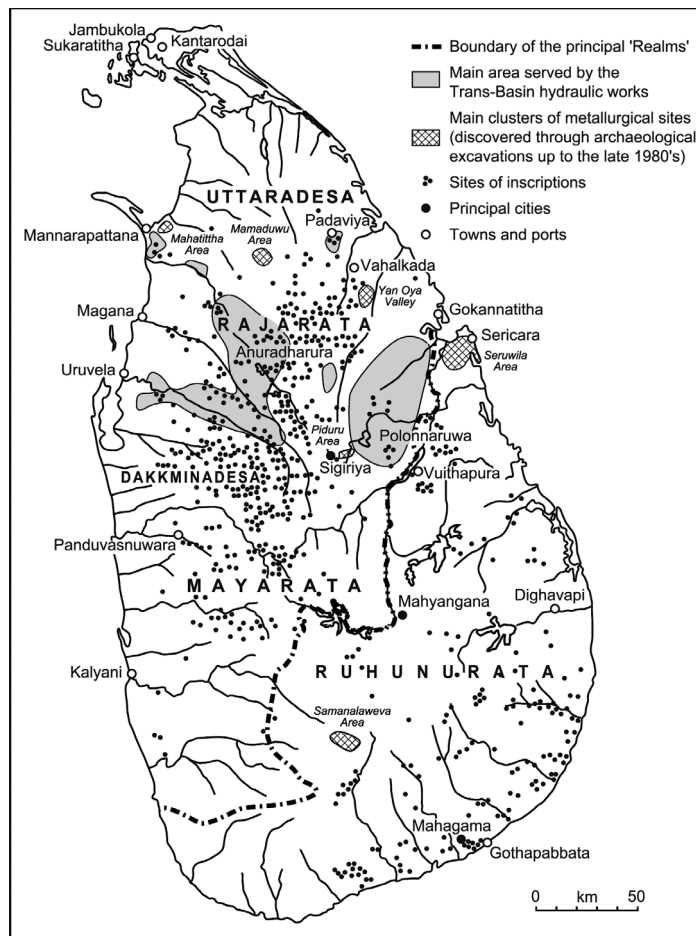 Jambukola
Sukaratitha
Kantarodai
Boundary of the principal 'Realms'
Main area served by the
Trans-Basin hydraulic works
Main clusters of metallurgical sites
(discovered through archaeological
excavations up to the late 1980's)
Sites of inscriptions
Principal cities
Towns and ports
UTTARADESA
Padaviya
Mannarapattana
Mahatittha
Area
Mamaduwu
Area
Vahalkada
Yan Oya
Valley
Magana
Gokannatitha
RAJARATA
Sericara
Anuradharura
Seruwila
Area
Uruvela
Piduru
Area
Polonnaruwa
Sigiriya
Vuithapura
DAKKMINADESA
Panduvasnuwara
MAYARATA
Mahyangana
Dighavapi
Kalyani
RUHUNURATA
Samanalaweva
Area
Mahagama
Gothapabbata
0 km 50